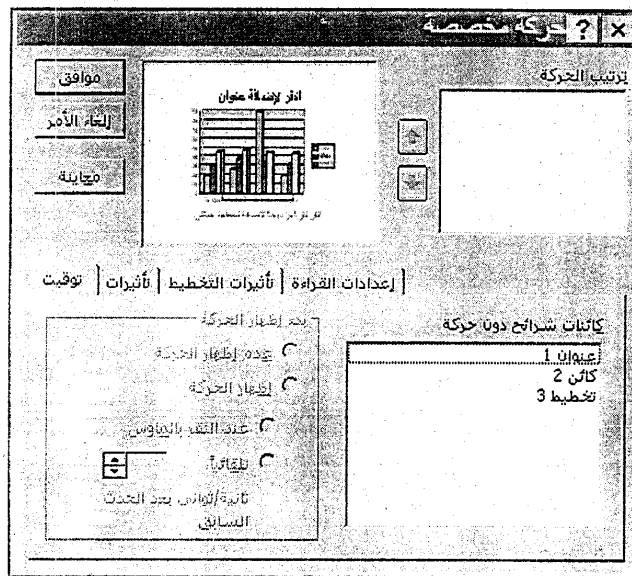 حركة مخصصة
ترتيب الحركة
موافق
إلغاء الأمر
معاينة
انقر لإضافة عنوان
توقيت
تأثيرات
تأثيرات التخطيط
إعدادات القراءة
كائنات شرائح دون حركة
عنوان 1
كائن 2
تخطيط 3
بدء إظهار الحركة
عدم إظهار الحركة
إظهار الحركة
عند النقر بالماوس
تلقائياً
ثانية/ثواني بعد الحدث
السابق